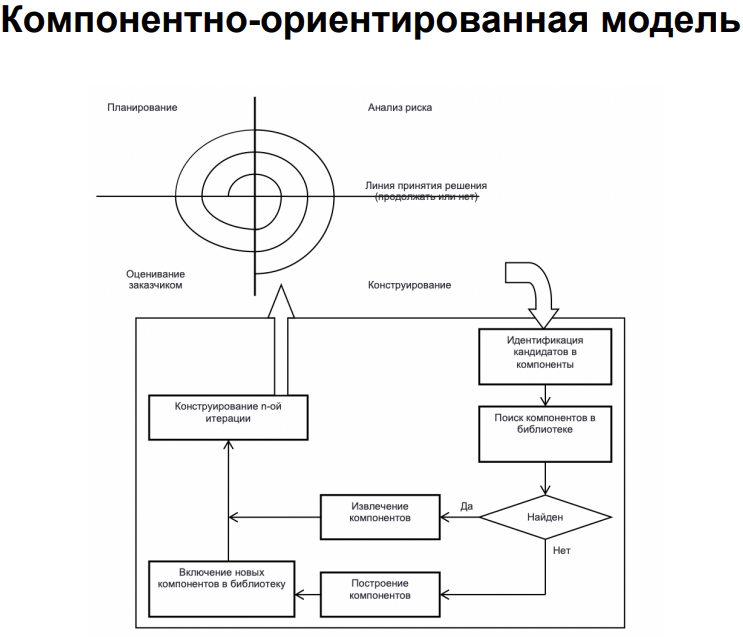 Компонентно-ориентированная модель
Планирование
Анализ риска
Линия принятия решения
(продолжать или нет)
Оценивание
заказчиком
Конструирование
Идентификация
кандидатов в
компоненты
Поиск компонентов в
библиотеке
Найден
Да
Нет
Извлечение
компонентов
Построение
компонентов
Включение новых
компонентов в библиотеку
Конструирование n-ой
итерации